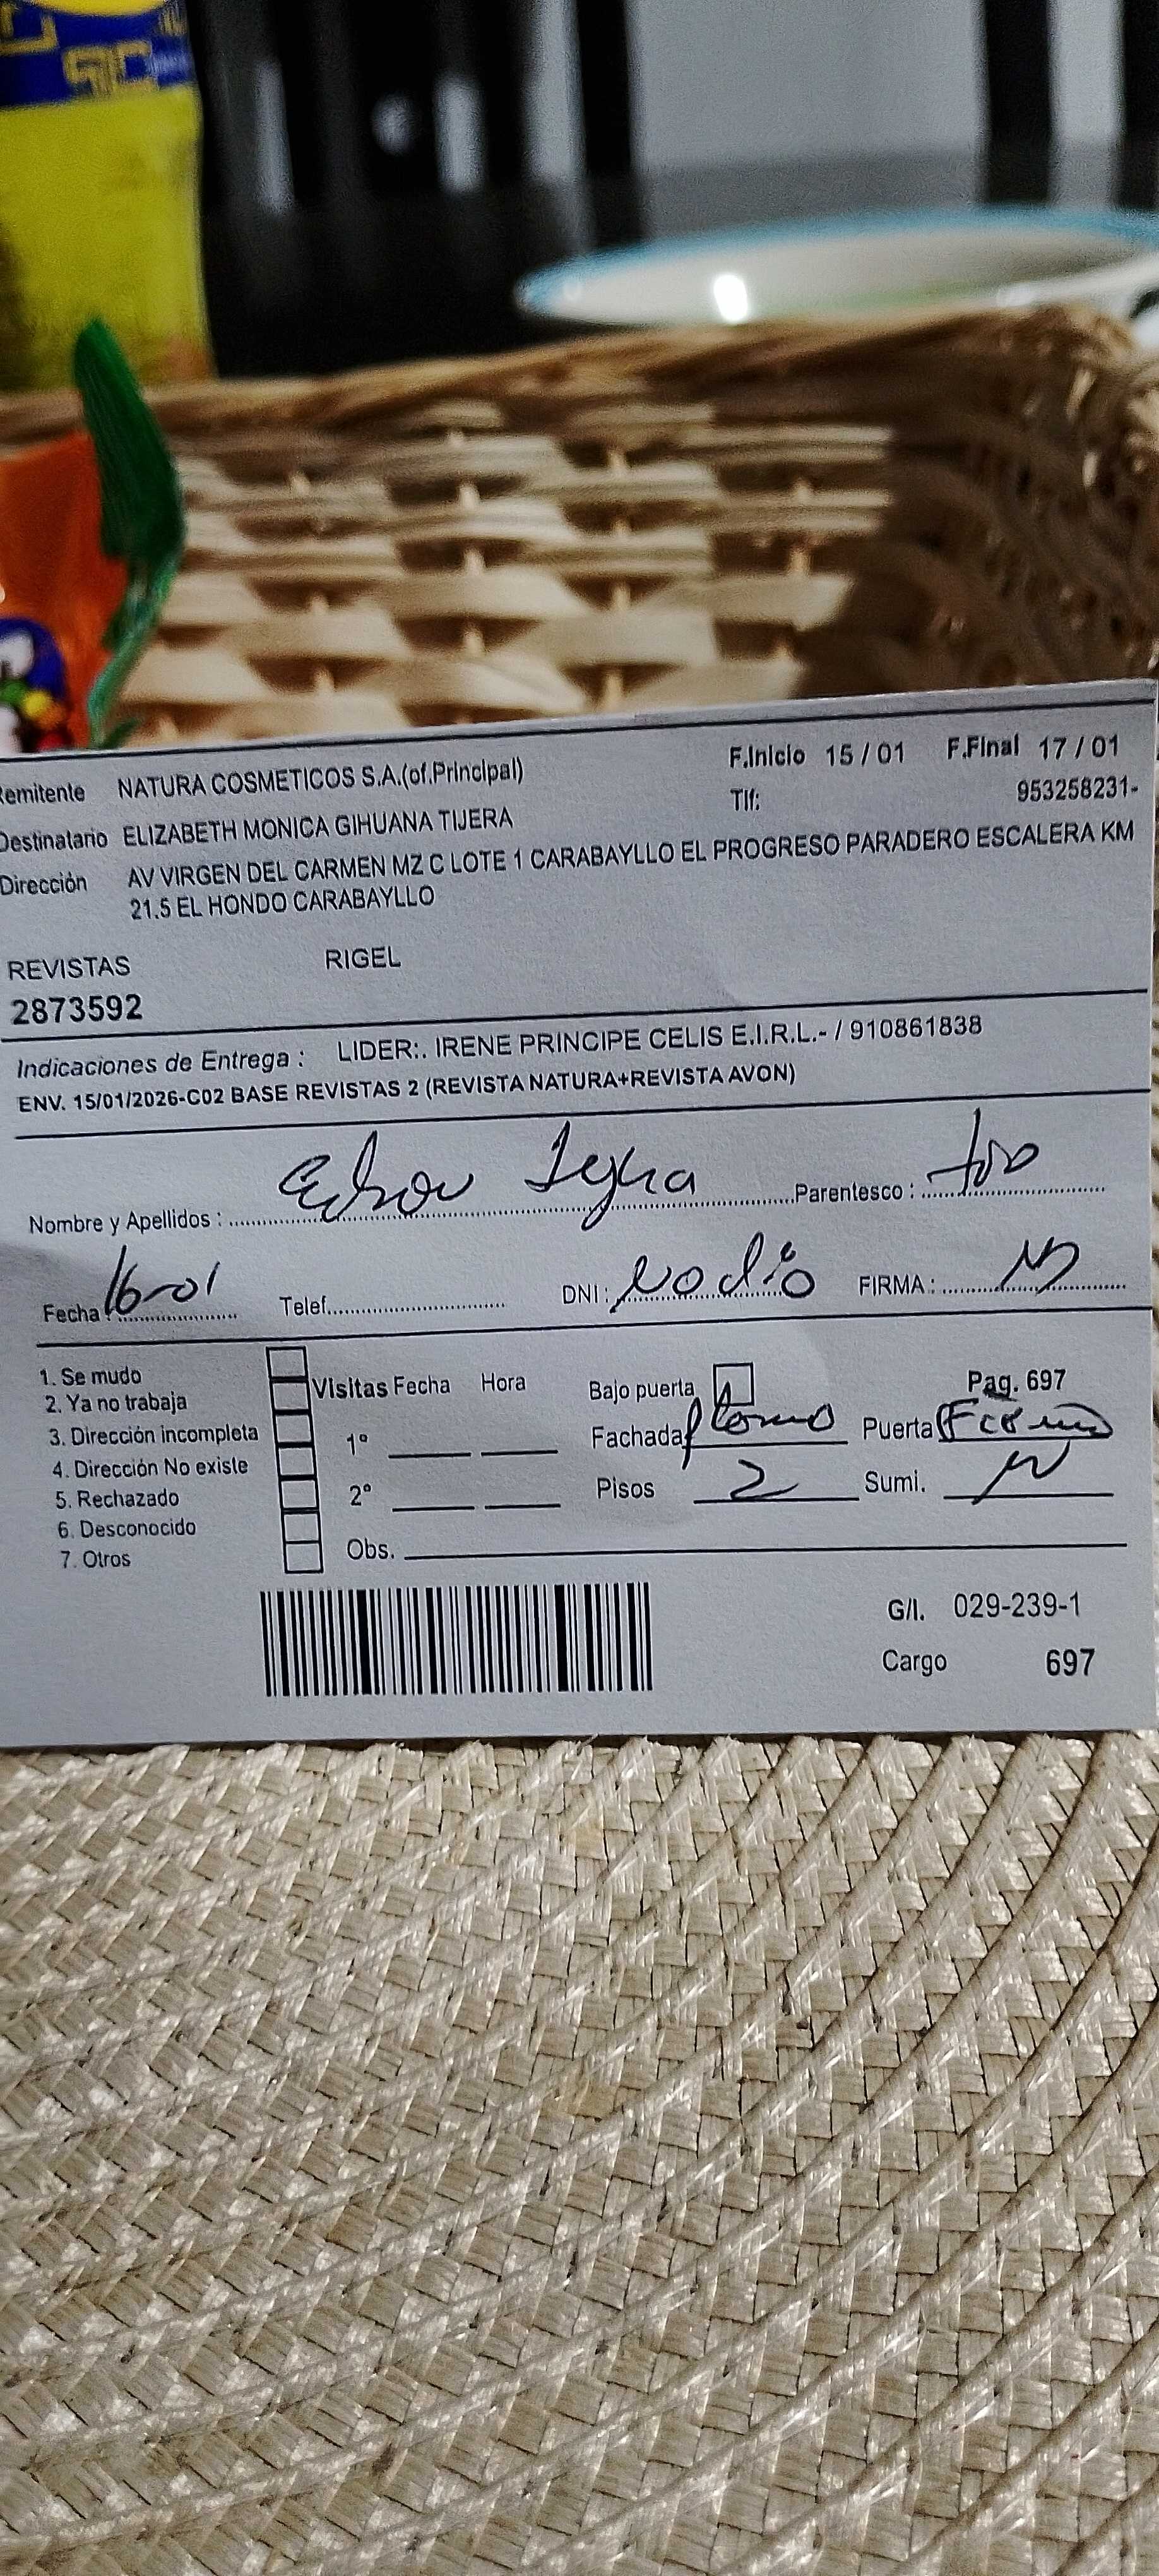 Remitente NATURA COSMETICOS S.A.(of.Principal) F.Inicio 15 / 01 F.Final 17 / 01
Destinatario ELIZABETH MONICA GIHUANA TIJERA Tlf: 953258231-
Dirección AV VIRGEN DEL CARMEN MZ C LOTE 1 CARABAYLLO EL PROGRESO PARADERO ESCALERA KM
21.5 EL HONDO CARABAYLLO
REVISTAS RIGEL
2873592
Indicaciones de Entrega : LIDER:. IRENE PRINCIPE CELIS E.I.R.L.- / 910861838
ENV. 15/01/2026-C02 BASE REVISTAS 2 (REVISTA NATURA+REVISTA AVON)
Nombre y Apellidos : Parentesco :
Fecha : 16-01 Telef. DNI : No dio FIRMA :
1. Se mudo
2. Ya no trabaja
3. Dirección incompleta
4. Dirección No existe
5. Rechazado
6. Desconocido
7. Otros
Visitas Fecha Hora
1º
2º
Obs.
Bajo puerta Pag. 697
Fachada plomo Puerta
Pisos 2 Sumi.
G/I. 029-239-1
Cargo 697